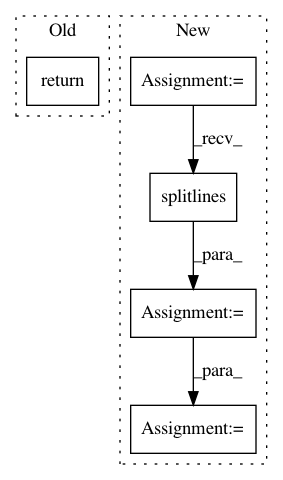 Old
return
New
Assignment:=
_recv_
splitlines
_para_
Assignment:=
_para_
Assignment:=